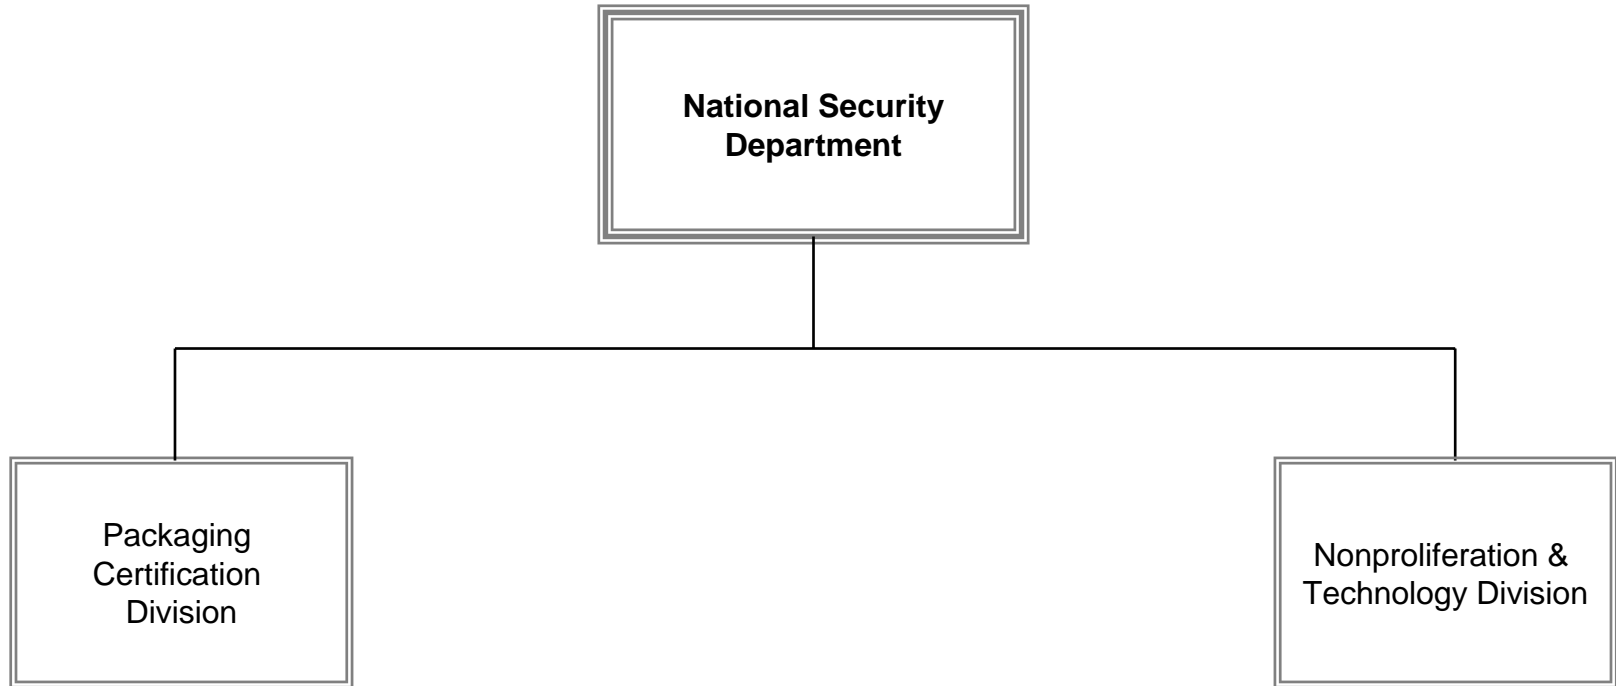 National Security
Department
Packaging
Certification
Division
Nonproliferation &
Technology Division